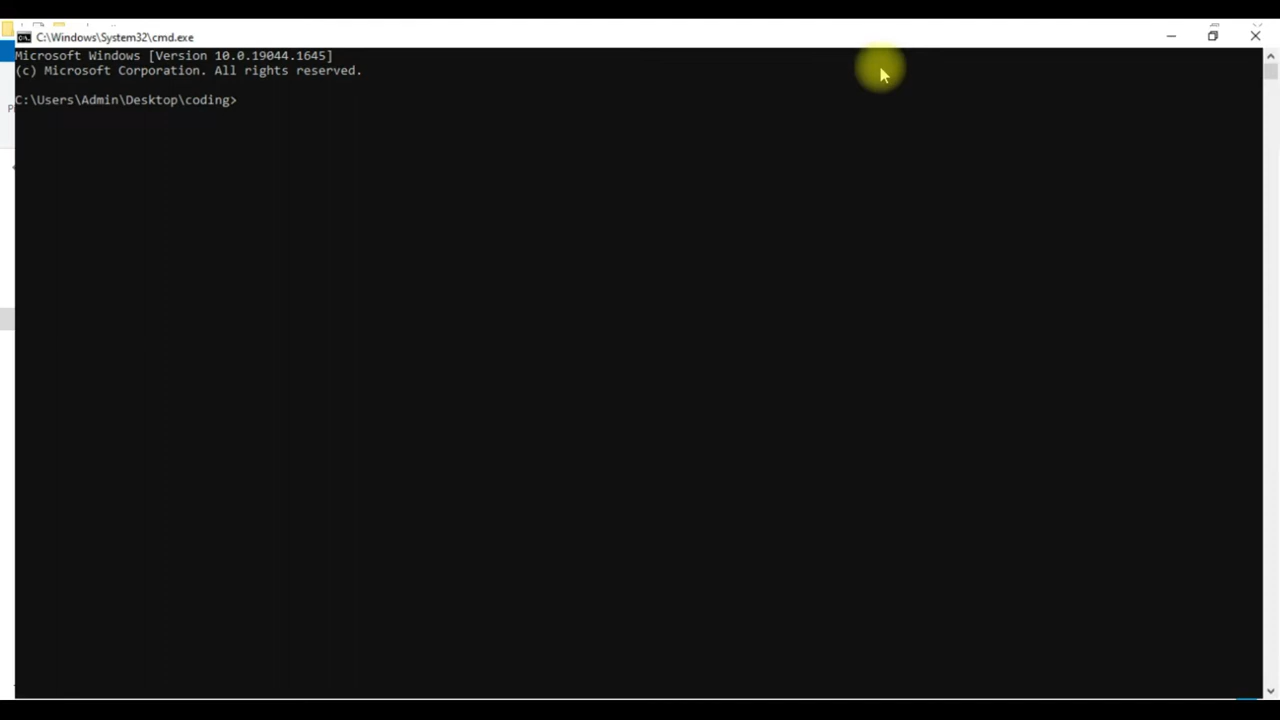 C:\Windows\System32\cmd.exe
Microsoft Windows [Version 10.0.19044.1645]
(c) Microsoft Corporation. All rights reserved.
C:\Users\Admin\Desktop\coding>